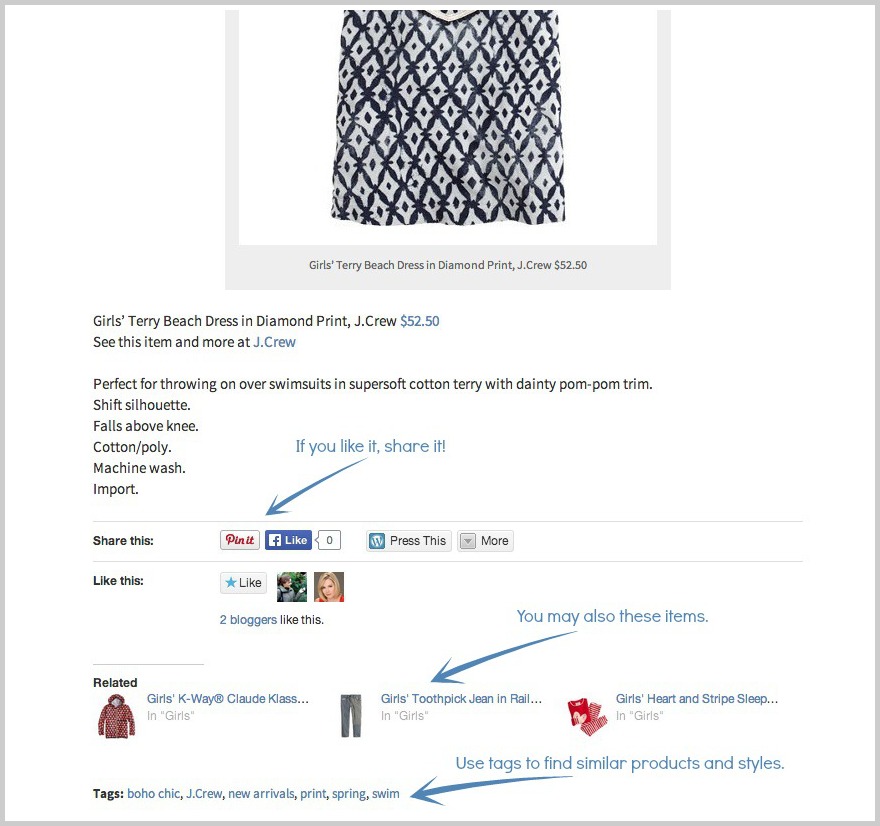 Girls’ Terry Beach Dress in Diamond Print, J.Crew $52.50
Girls’ Terry Beach Dress in Diamond Print, J.Crew $52.50
See this item and more at J.Crew
Perfect for throwing on over swimsuits in supersoft cotton terry with dainty pom-pom trim.
Shift silhouette.
Falls above knee.
Cotton/poly.
Machine wash.
Import.
If you like it, share it!
Share this: Pin it Like 0 Press This More
Like this: Like
2 bloggers like this.
You may also these items.
Related
Girls' K-Way® Claude Klass...
In "Girls"
Girls' Toothpick Jean in Rail...
In "Girls"
Girls' Heart and Stripe Sleep...
In "Girls"
Use tags to find similar products and styles.
Tags: boho chic, J.Crew, new arrivals, print, spring, swim